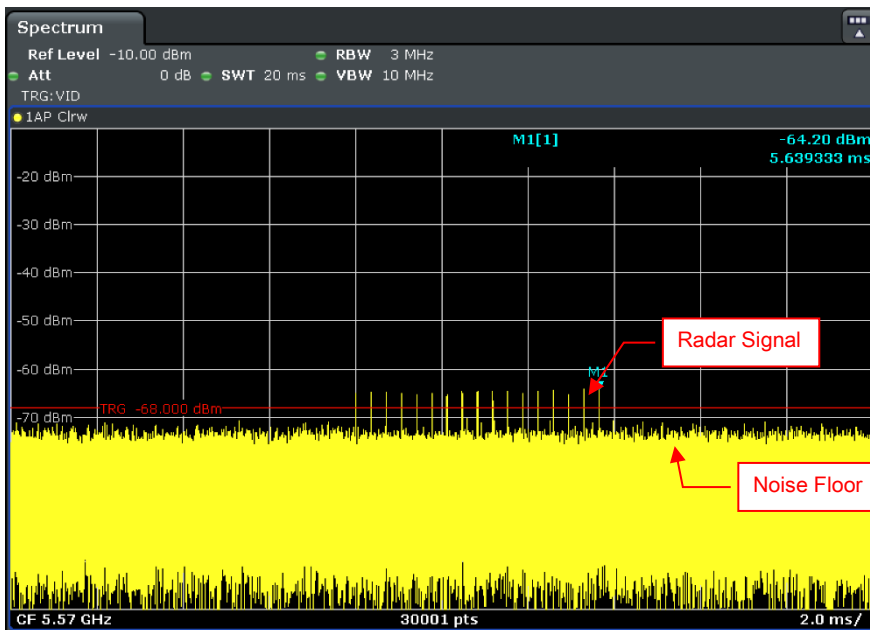 Spectrum
Ref Level -10.00 dBm RBW 3 MHz
Att 0 dB SWT 20 ms VBW 10 MHz
TRG:VID
1AP Clrw
M1[1] -64.20 dBm
5.639333 ms
-20 dBm
-30 dBm
-40 dBm
-50 dBm
Radar Signal
-60 dBm
M1
TRG -68.000 dBm
-70 dBm
Noise Floor
CF 5.57 GHz 30001 pts 2.0 ms/